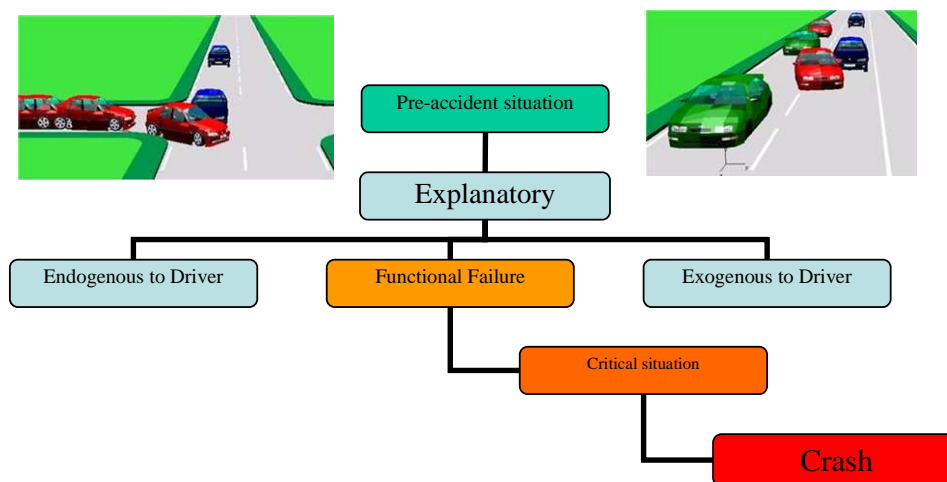 Pre-accident situation
Explanatory
Endogenous to Driver
Functional Failure
Exogenous to Driver
Critical situation
Crash